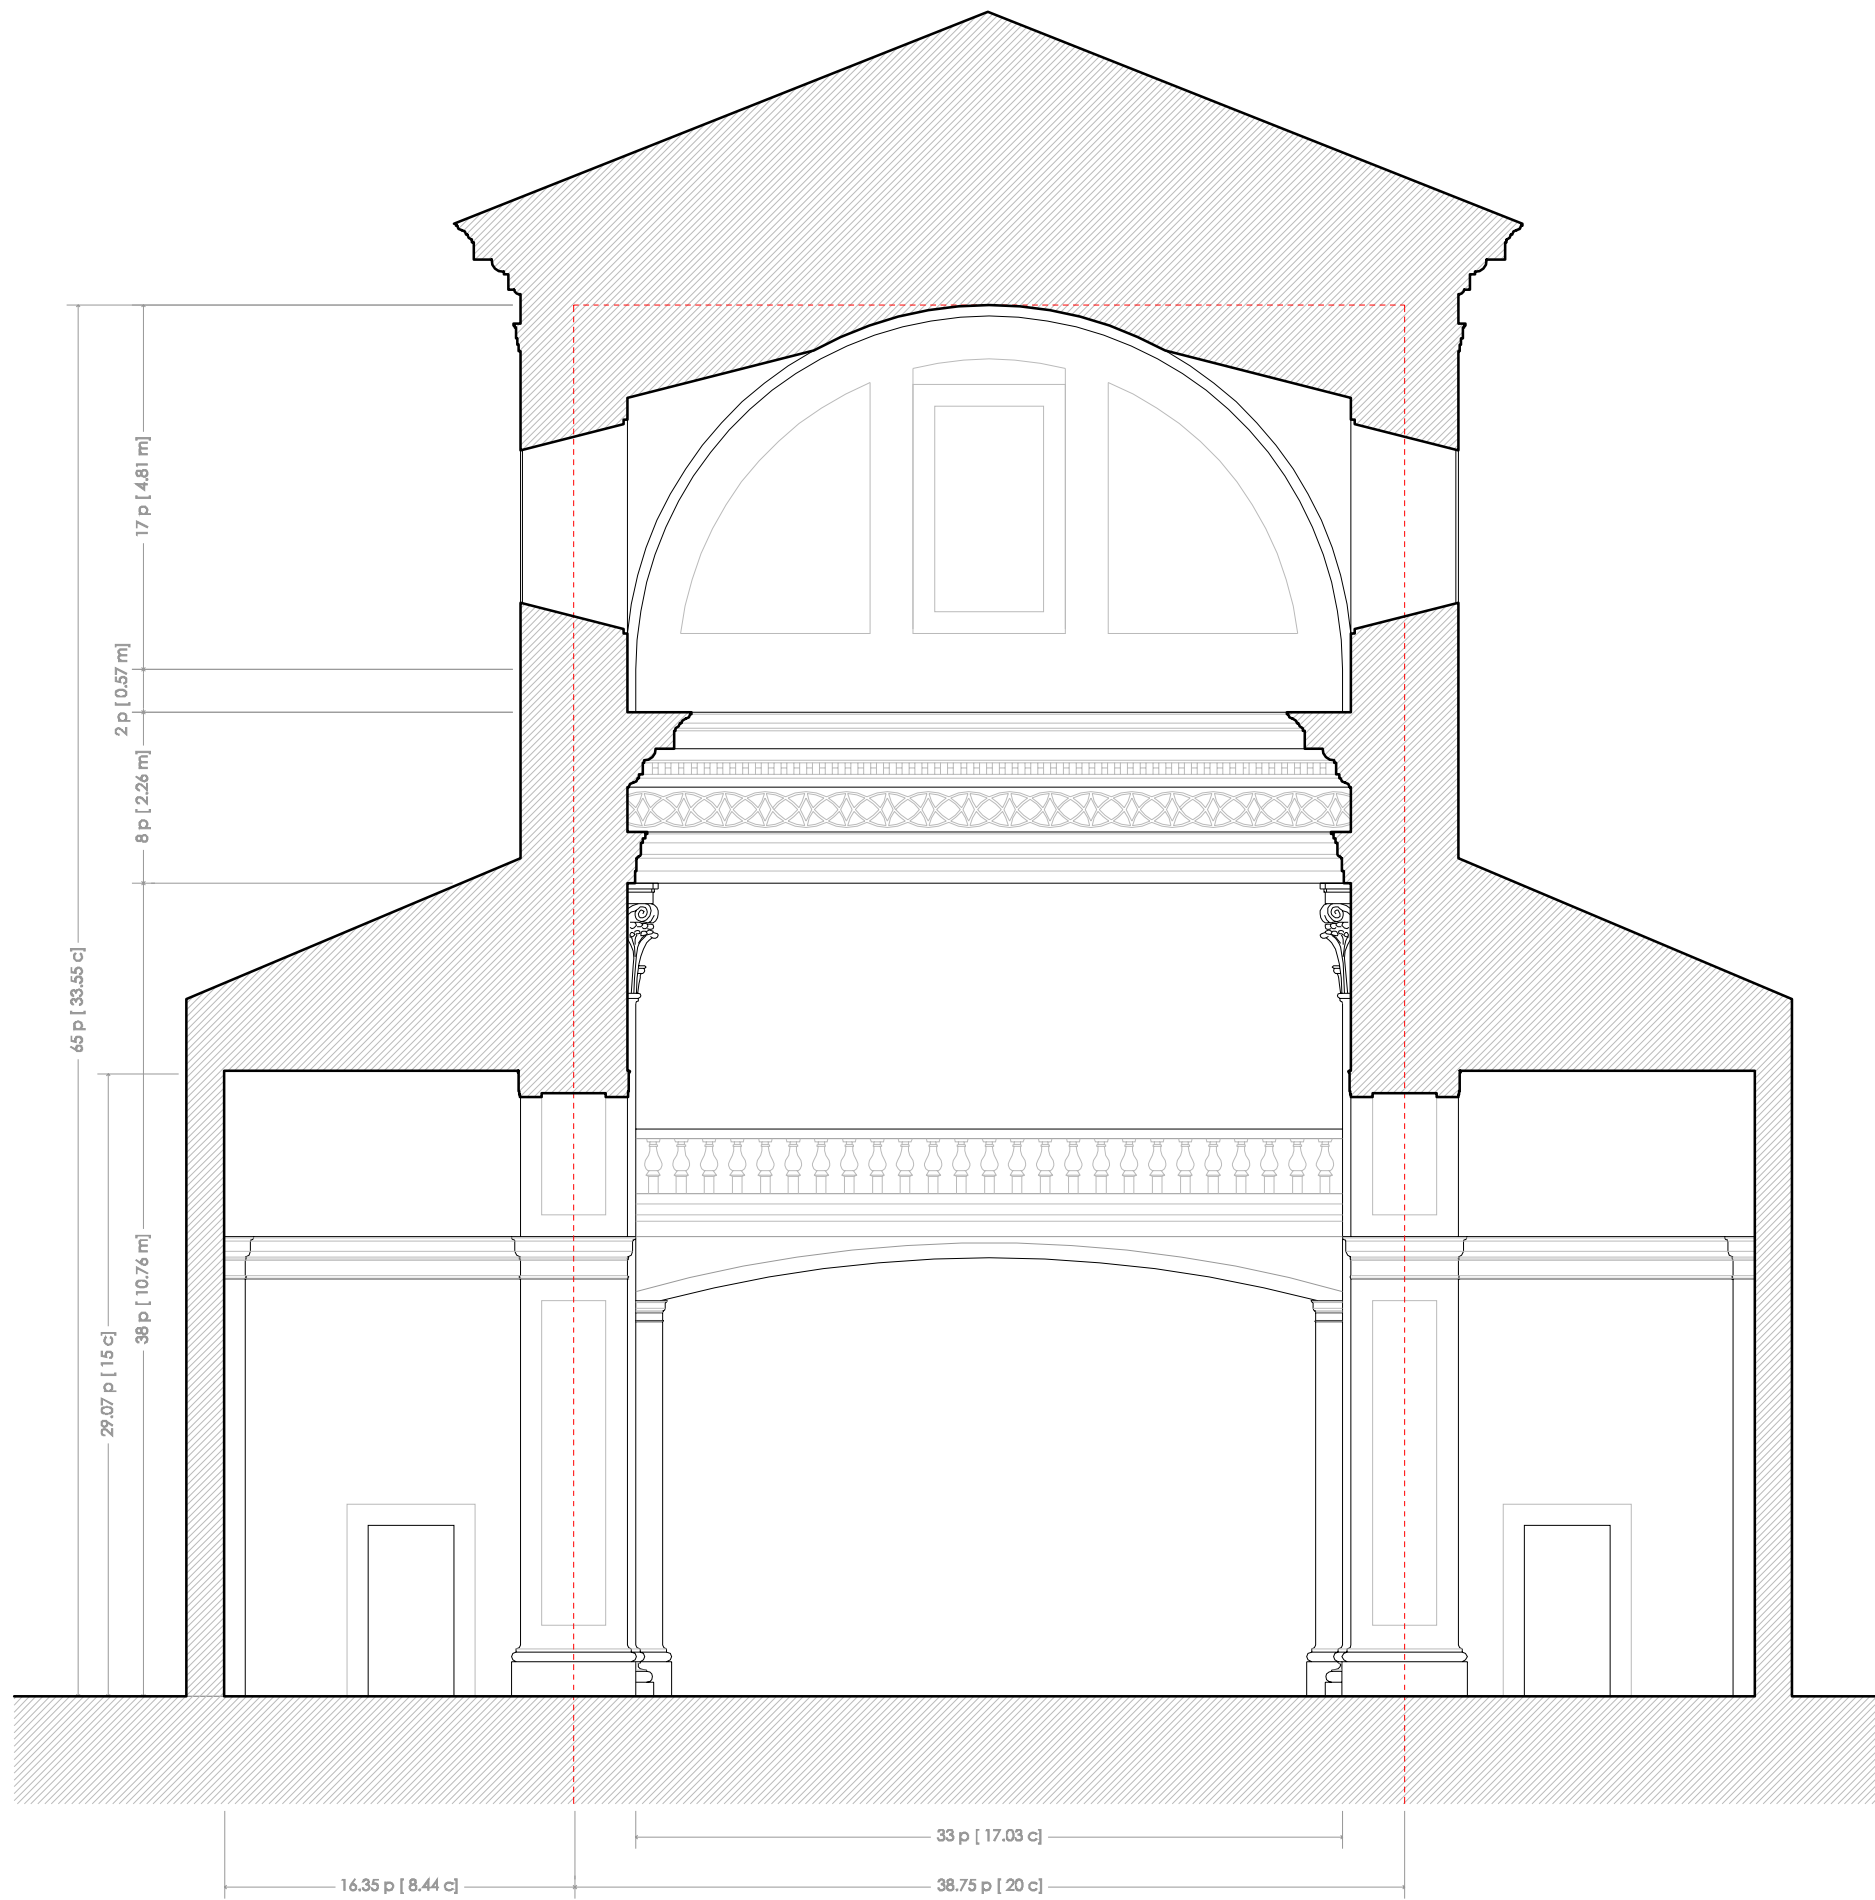 17 p [ 4.81 m]
2 p [ 0.57 m]
8 p [ 2.26 m]
65 p [ 33.55 c]
38 p [ 10.76 m]
29.07 p [ 15 c]
33 p [ 17.03 c]
16.35 p [ 8.44 c]
38.75 p [ 20 c]